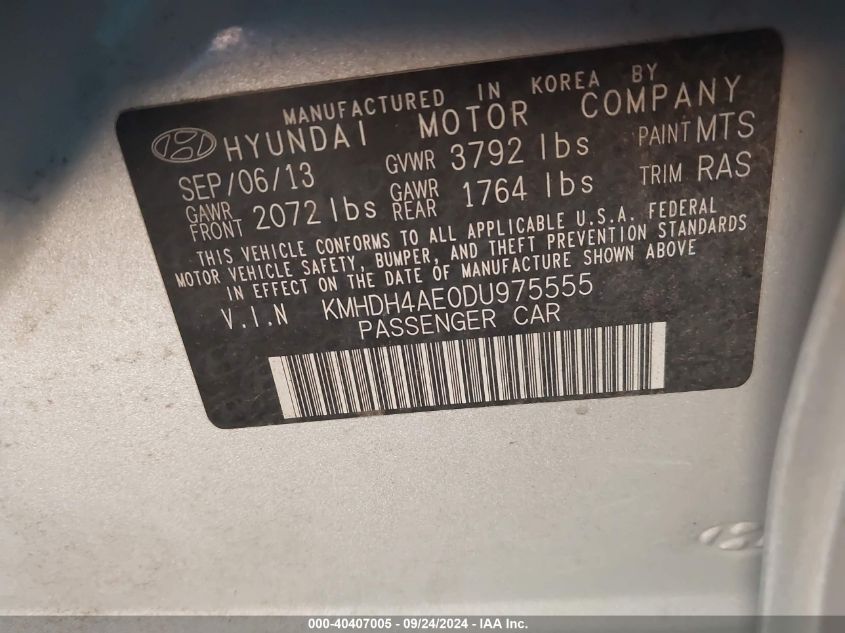 MANUFACTURED IN KOREA BY
HYUNDAI MOTOR COMPANY
SEP/06/13 GVWR 3792 lbs PAINT MTS
GAWR FRONT 2072 lbs GAWR REAR 1764 lbs TRIM RAS
THIS VEHICLE CONFORMS TO ALL APPLICABLE U.S.A. FEDERAL
MOTOR VEHICLE SAFETY, BUMPER, AND THEFT PREVENTION STANDARDS
IN EFFECT ON THE DATE OF MANUFACTURE SHOWN ABOVE
V.I.N KMHDH4AE0DU975555
PASSENGER CAR
000-40407005 - 09/24/2024 - IAA Inc.